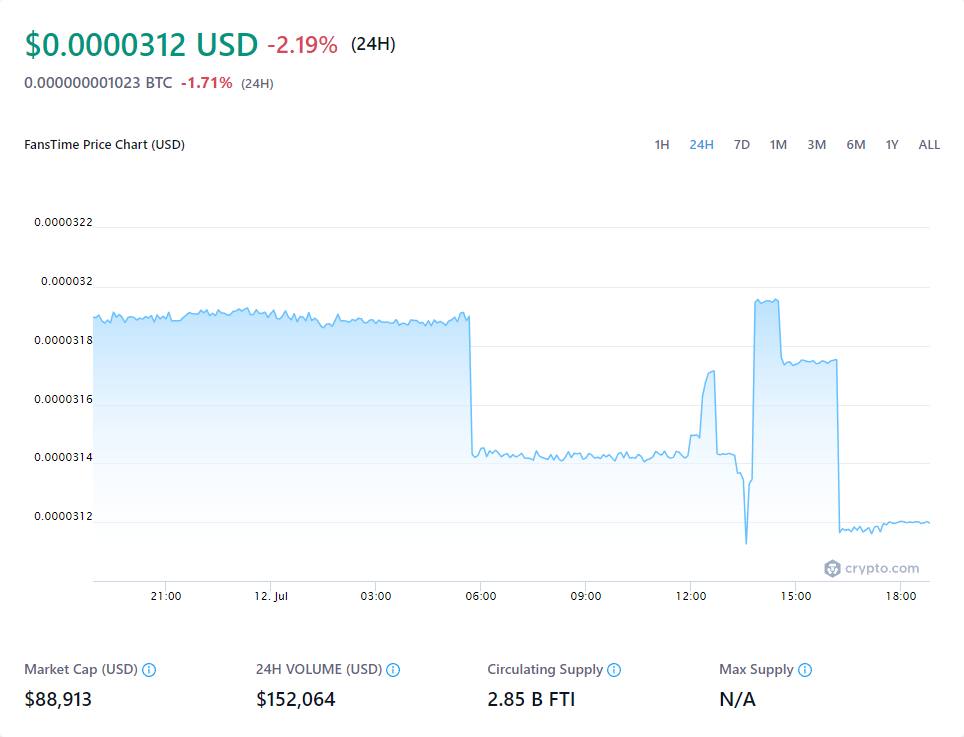 $0.0000312 USD -2.19% (24H)
0.000000001023 BTC -1.71% (24H)
FansTime Price Chart (USD) 1H 24H 7D 1M 3M 6M 1Y ALL
0.0000322
0.000032
0.0000318
0.0000316
0.0000314
0.0000312
crypto.com
21:00 12. Jul 03:00 06:00 09:00 12:00 15:00 18:00
Market Cap (USD) 24H VOLUME (USD) Circulating Supply Max Supply
$88,913 $152,064 2.85 B FTI N/A